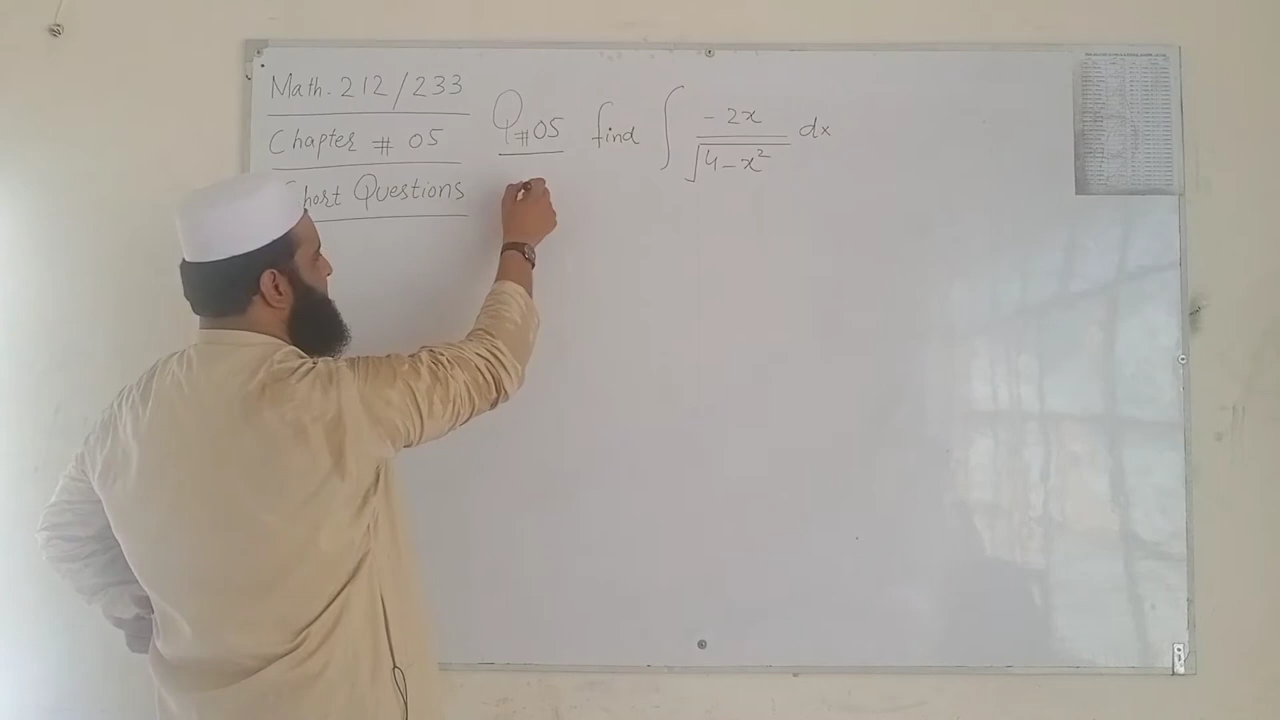 Math. 212/233
Chapter # 05
Short Questions
Q#05 find ∫ -2x/√(4-x²) dx